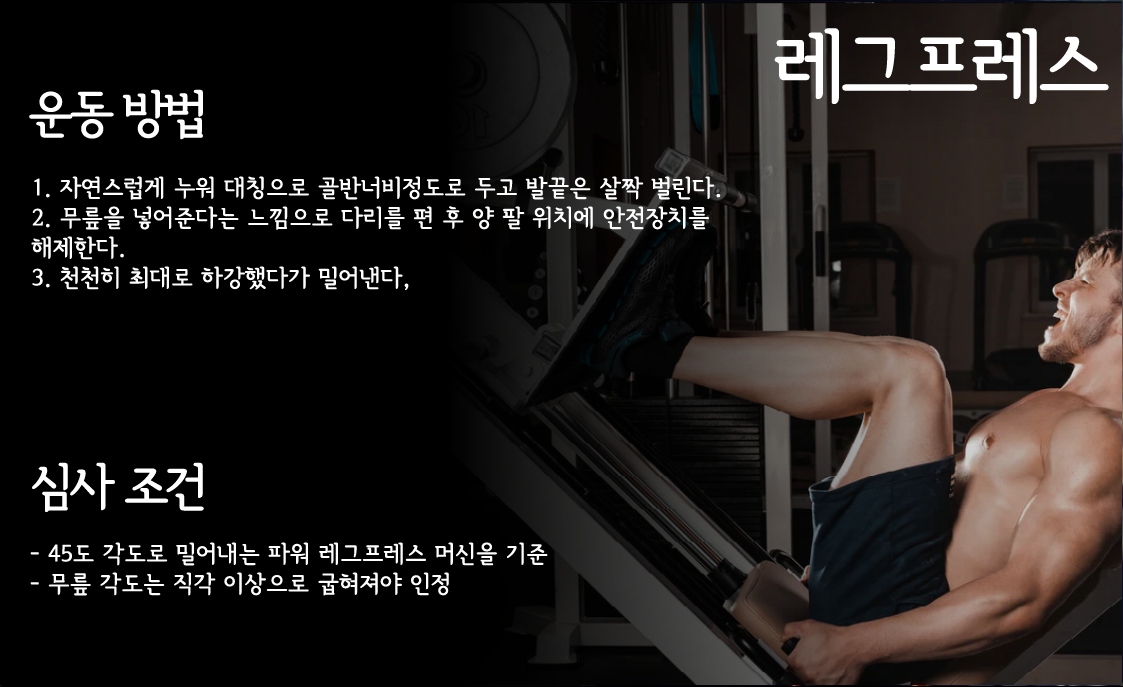 레그프레스
운동 방법
1. 자연스럽게 누워 대칭으로 골반너비정도로 두고 발끝은 살짝 벌린다.
2. 무릎을 넣어준다는 느낌으로 다리를 편 후 양 팔 위치에 안전장치를
해제한다.
3. 천천히 최대로 하강했다가 밀어낸다,
심사 조건
- 45도 각도로 밀어내는 파워 레그프레스 머신을 기준
- 무릎 각도는 직각 이상으로 굽혀져야 인정